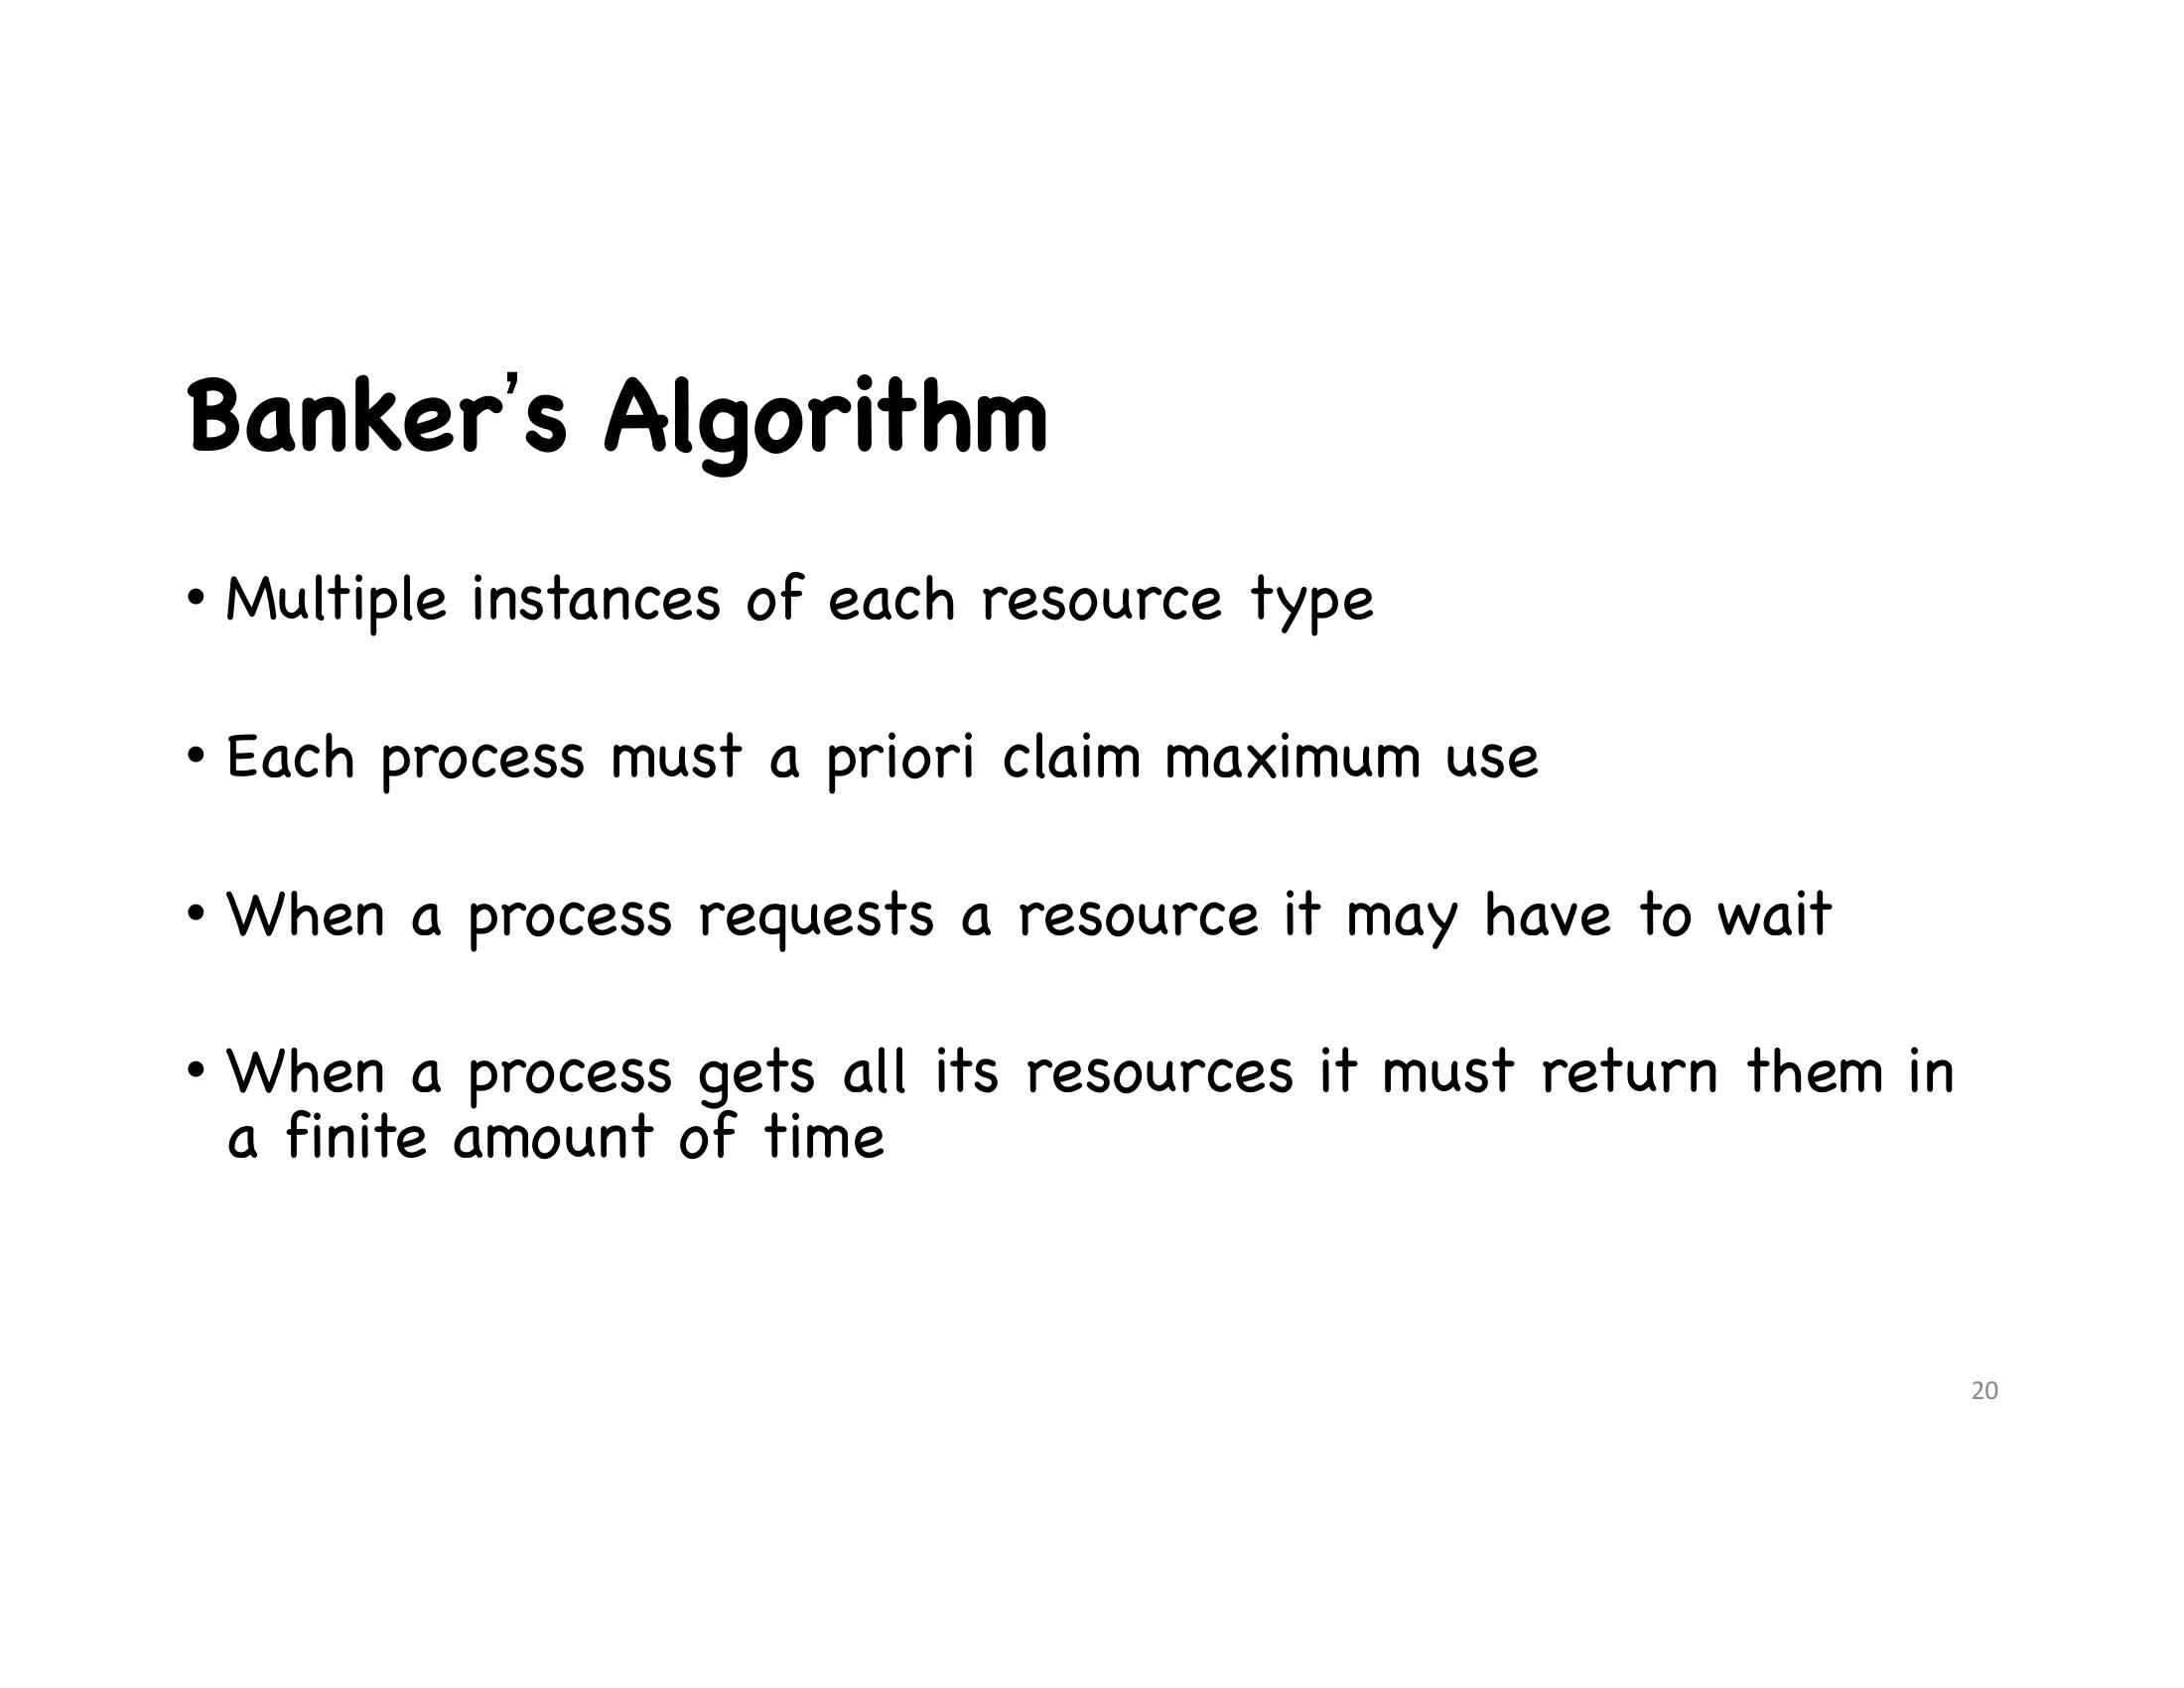 Banker’s Algorithm
• Multiple instances of each resource type
• Each process must a priori claim maximum use
• When a process requests a resource it may have to wait
• When a process gets all its resources it must return them in
a finite amount of time
20